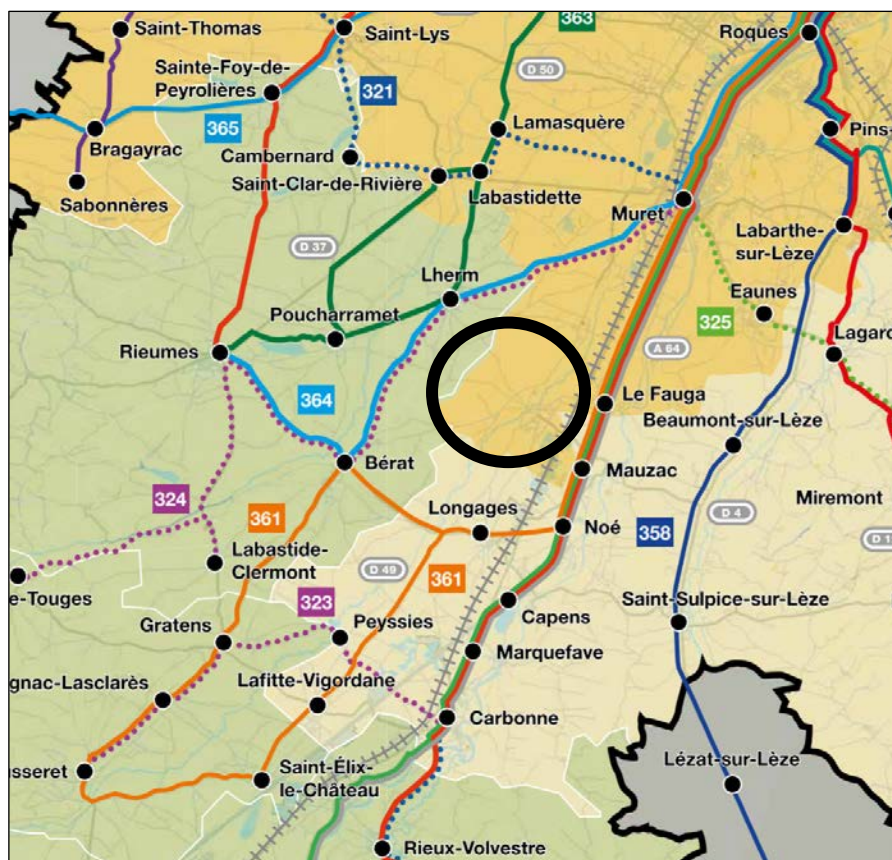 Saint-Thomas
Saint-Lys
363
Roques
Sainte-Foy-de-
Peyrolières
D 50
321
365
Lamasquère
Pins-
Bragayrac
Cambernard
Saint-Clar-de-Rivière
Sabonnères
Labastidette
Muret
Labarthe-
sur-Lèze
D 37
Lherm
Eaunes
Poucharramet
325
Rieumes
A 64
Lagard
364
Le Fauga
Beaumont-sur-Lèze
Bérat
Mauzac
324
361
Longages
Miremont
Noé
358
D 4
D 1
Labastide-
Clermont
D 49
361
e-Touges
323
Capens
Saint-Sulpice-sur-Lèze
Gratens
Peyssies
Marquefave
gnac-Lasclarès
Lafitte-Vigordane
Carbonne
usseret
Saint-Élix-
le-Château
Lézat-sur-Lèze
Rieux-Volvestre